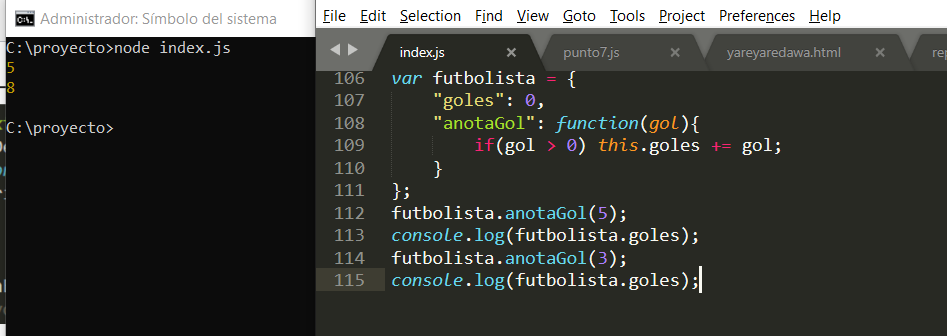 Administrador: Símbolo del sistema
C:\proyecto>node index.js
5
8
C:\proyecto>
File Edit Selection Find View Goto Tools Project Preferences Help
index.js × punto7.js × yareyaredawa.html × rep
106 var futbolista = {
107 "goles": 0,
108 "anotaGol": function(gol){
109 if(gol > 0) this.goles += gol;
110 }
111 };
112 futbolista.anotaGol(5);
113 console.log(futbolista.goles);
114 futbolista.anotaGol(3);
115 console.log(futbolista.goles);